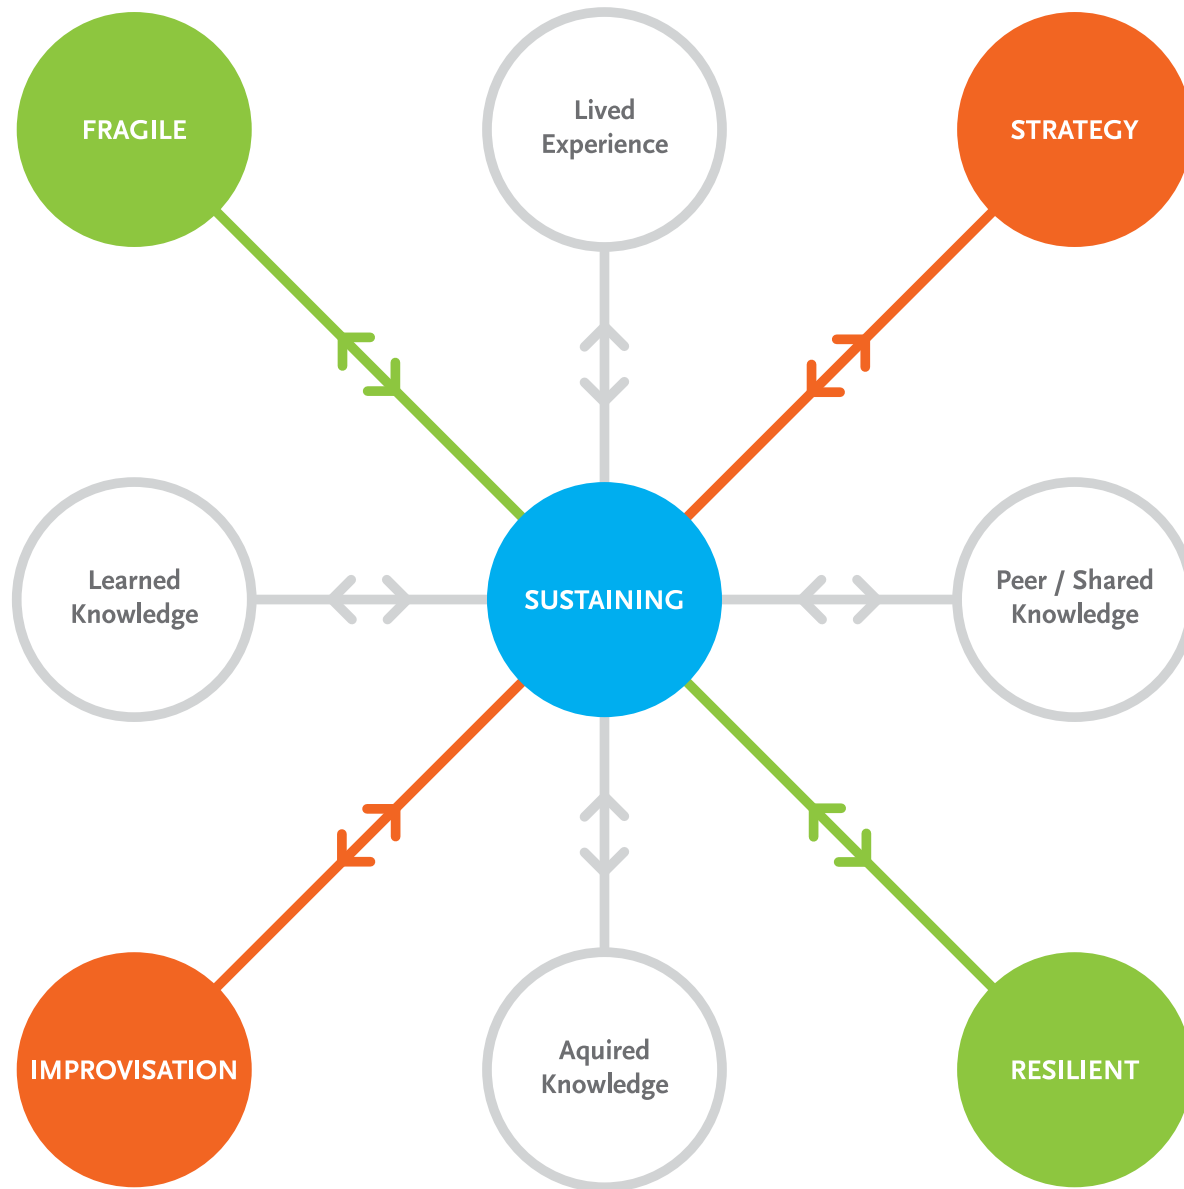 FRAGILE
Lived
Experience
STRATEGY
Learned
Knowledge
SUSTAINING
Peer / Shared
Knowledge
IMPROVISATION
Aquired
Knowledge
RESILIENT